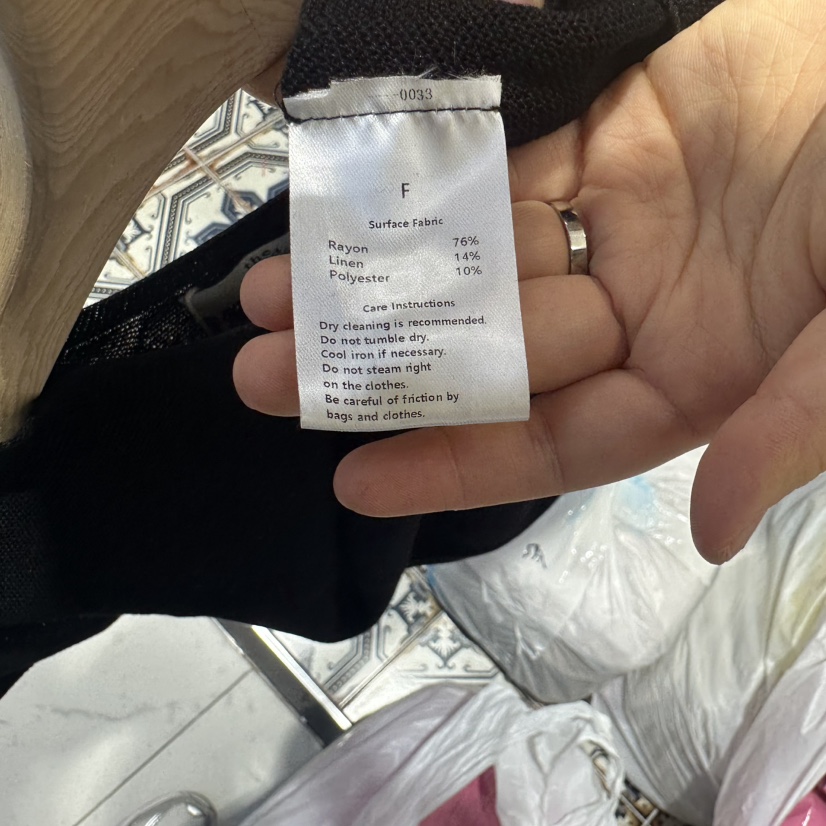 -0033
F
Surface Fabric
Rayon 76%
Linen 14%
Polyester 10%
Care Instructions
Dry cleaning is recommended.
Do not tumble dry.
Cool iron if necessary.
Do not steam right
on the clothes.
Be careful of friction by
bags and clothes.